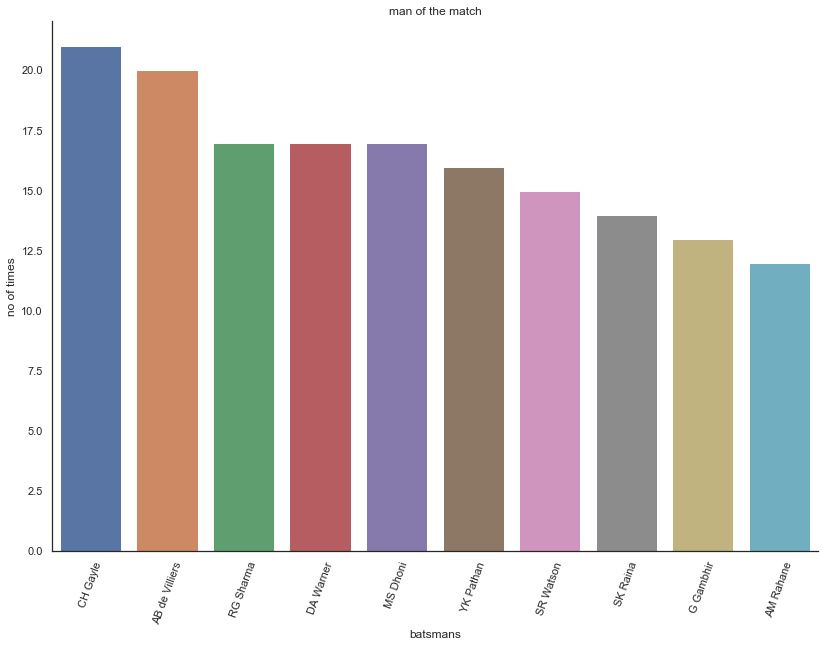 man of the match
no of times
20.0
17.5
15.0
12.5
10.0
7.5
5.0
2.5
0.0
CH Gayle
AB de Villiers
RG Sharma
DA Warner
MS Dhoni
YK Pathan
SR Watson
SK Raina
G Gambhir
AM Rahane
batsmans